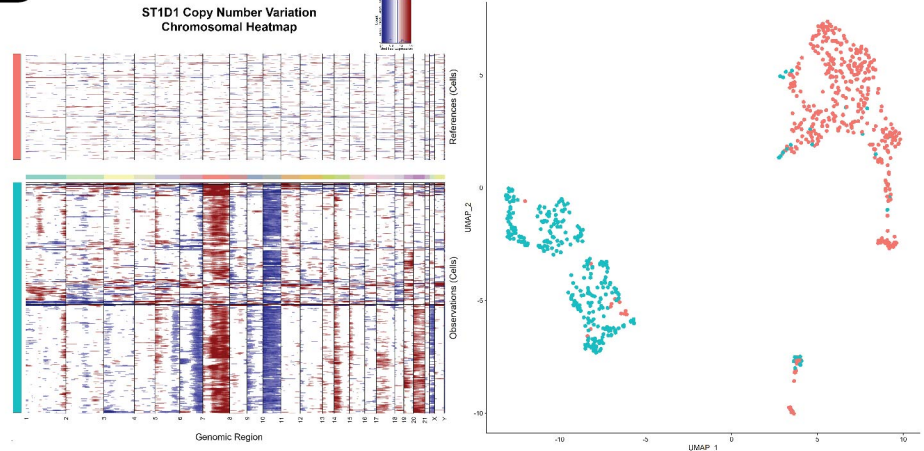 ST1D1 Copy Number Variation
Chromosomal Heatmap
References (Cells)
Observations (Cells)
1 2 3 4 5 6 7 8 9 10 11 12 13 14 15 16 17 18 19 20 21 X Y
Genomic Region
5
0
-5
-10
UMAP_2
-10 -5 0 5 10
UMAP_1